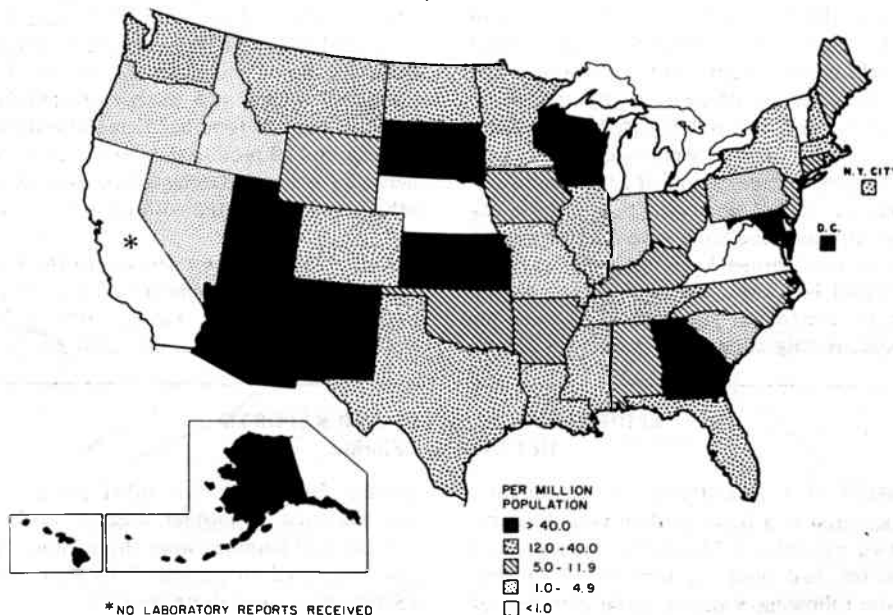 N.Y. CITY
D.C.
*
PER MILLION
POPULATION
> 40.0
12.0 - 40.0
5.0 - 11.9
1.0 - 4.9
<1.0
*NO LABORATORY REPORTS RECEIVED